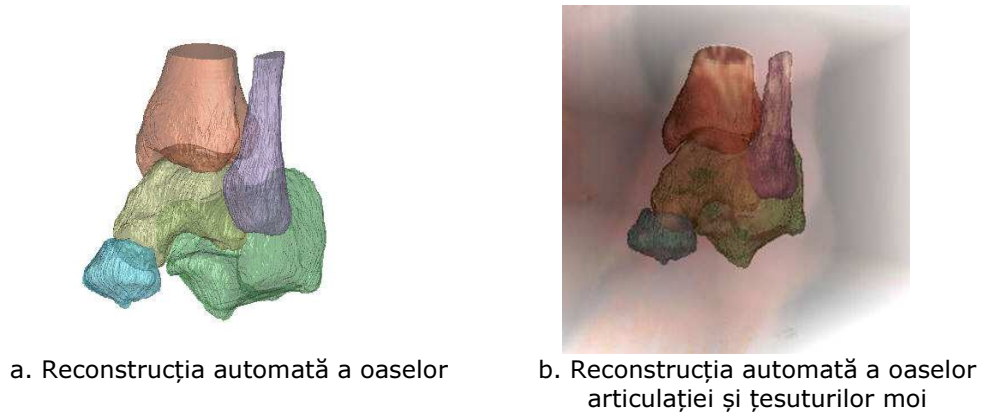 a. Reconstrucția automată a oaselor
b. Reconstrucția automată a oaselor
articulației și țesuturilor moi